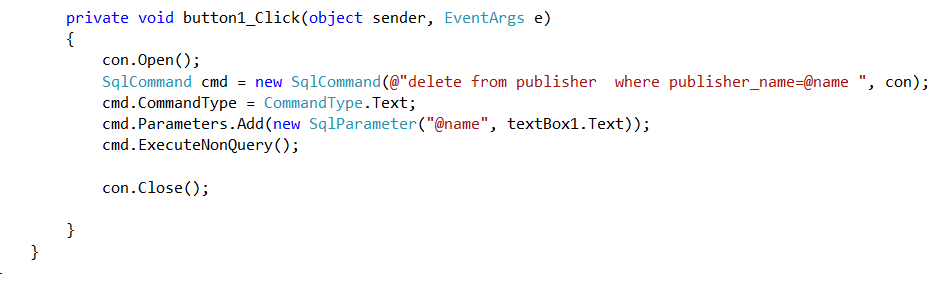 private void button1_Click(object sender, EventArgs e)
{
con.Open();
SqlCommand cmd = new SqlCommand(@"delete from publisher  where publisher_name=@name ", con);
cmd.CommandType = CommandType.Text;
cmd.Parameters.Add(new SqlParameter("@name", textBox1.Text));
cmd.ExecuteNonQuery();
con.Close();
}
}